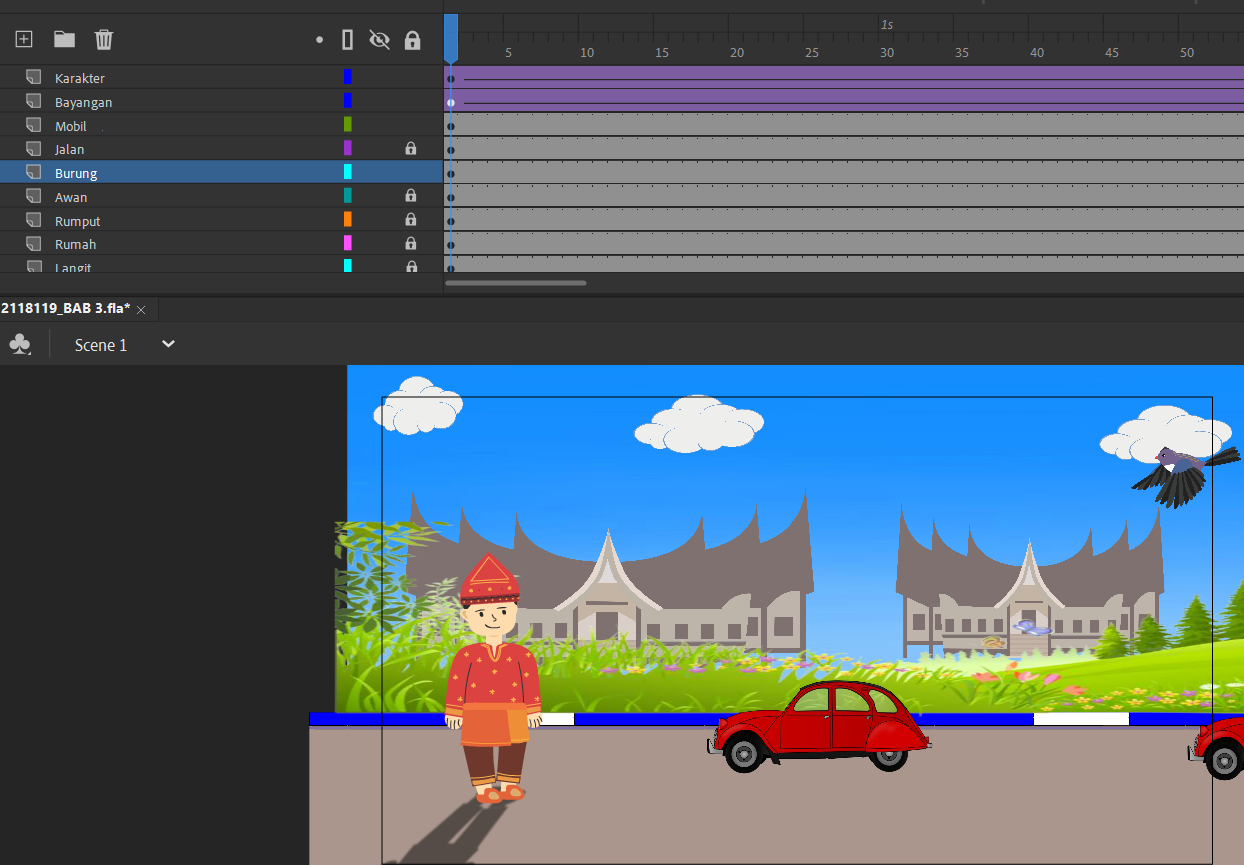 1s
5 10 15 20 25 30 35 40 45 50
Karakter
Bayangan
Mobil
Jalan
Burung
Awan
Rumput
Rumah
Langit
2118119_BAB 3.fla*
Scene 1